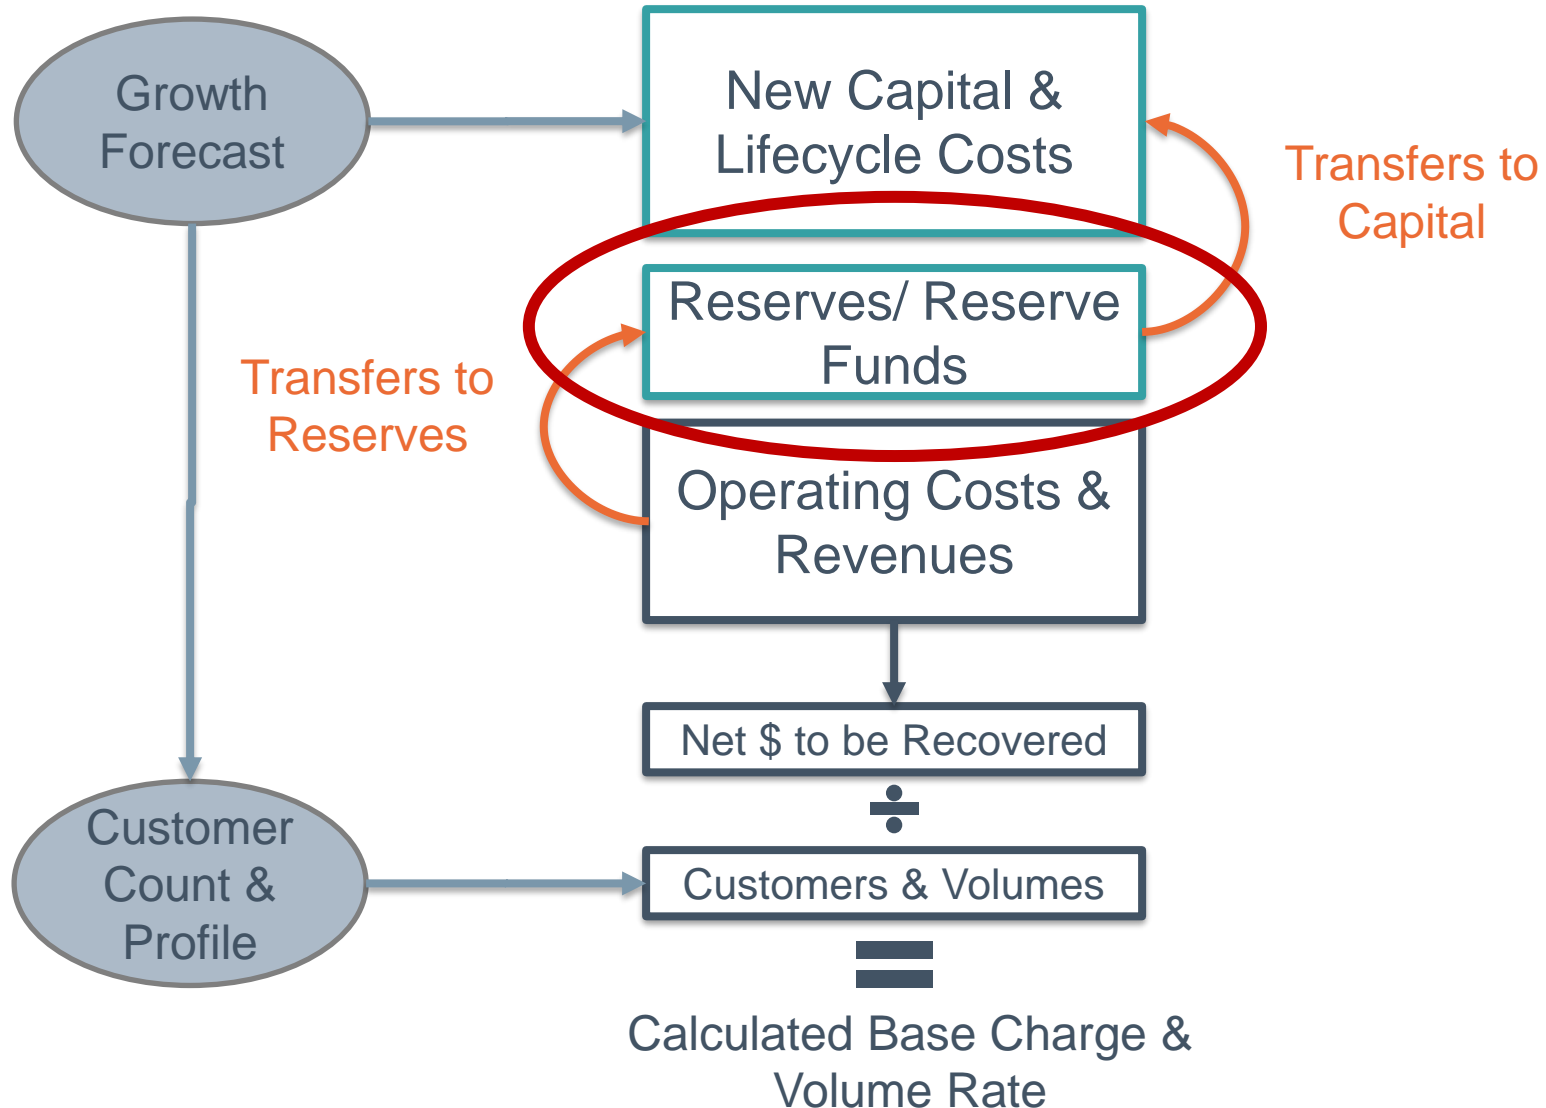 Growth
Forecast
New Capital &
Lifecycle Costs
Transfers to
Capital
Reserves/ Reserve
Funds
Transfers to
Reserves
Operating Costs &
Revenues
Net $ to be Recovered
÷
Customer
Count &
Profile
Customers & Volumes
=
Calculated Base Charge &
Volume Rate